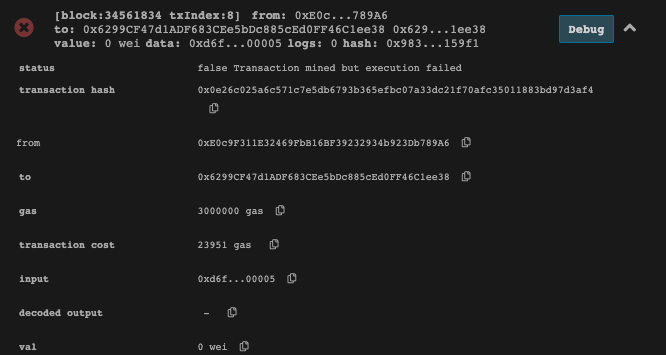 [block:34561834 txIndex:8] from: 0xE0c...789A6
to: 0x6299CF47d1ADF683CEe5bDc885cEd0FF46C1ee38 0x629...1ee38
value: 0 wei data: 0xd6f...00005 logs: 0 hash: 0x983...159f1
Debug
status false Transaction mined but execution failed
transaction hash 0x0e26c025a6c571c7e5db6793b365efbc07a33dc21f70afc35011883bd97d3af4
from 0xE0c9F311E32469FbB16BF39232934b923Db789A6
to 0x6299CF47d1ADF683CEe5bDc885cEd0FF46C1ee38
gas 3000000 gas
transaction cost 23951 gas
input 0xd6f...00005
decoded output -
val 0 wei